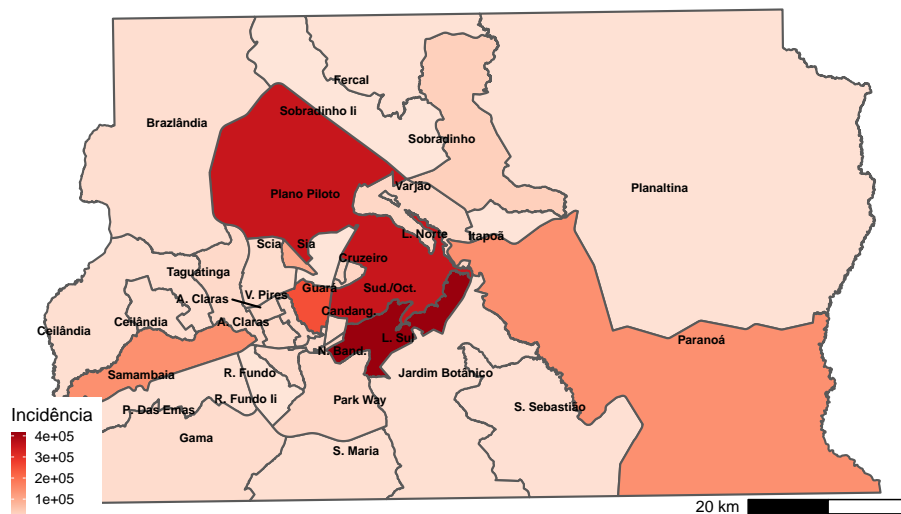 Fercal
Sobradinho Ii
Brazlândia
Sobradinho
Varjão
Planaltina
Plano Piloto
L. Norte
Itapoã
Scia
Sia
Cruzeiro
Taguatinga
Guará
Sud./Oct.
V. Pires
A. Claras
Candang.
Ceilândia
Ceilândia
A. Claras
L. Sul
Paranoá
N. Band.
Samambaia
R. Fundo
Jardim Botânico
R. Fundo Ii
Park Way
P. Das Emas
S. Sebastião
Gama
S. Maria
Incidência
4e+05
3e+05
2e+05
1e+05
20 km